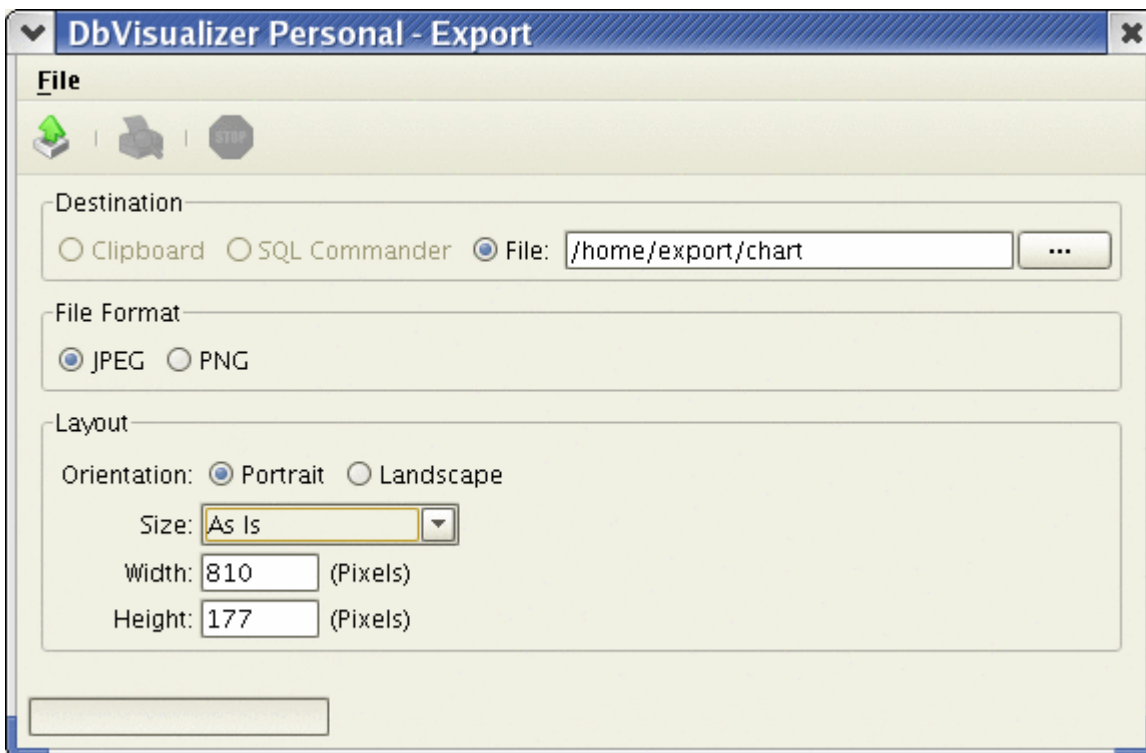 DbVisualizer Personal - Export
File
STOP
Destination
Clipboard SQL Commander File: /home/export/chart ...
File Format
JPEG PNG
Layout
Orientation: Portrait Landscape
Size: As Is
Width: 810 (Pixels)
Height: 177 (Pixels)